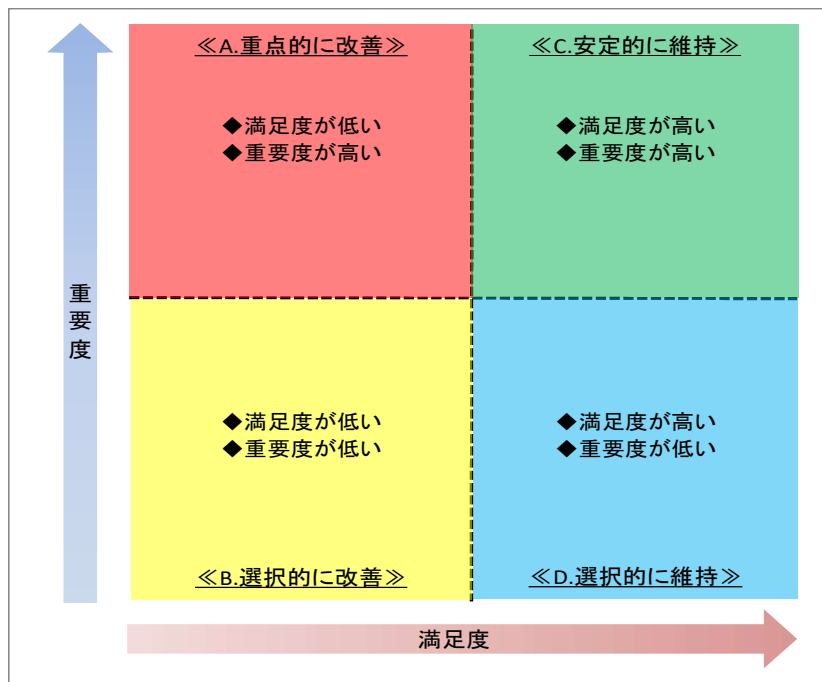 ≪A.重点的に改善≫
◆満足度が低い
◆重要度が高い
≪C.安定的に維持≫
◆満足度が高い
◆重要度が高い
重要度
◆満足度が低い
◆重要度が低い
≪B.選択的に改善≫
◆満足度が高い
◆重要度が低い
≪D.選択的に維持≫
満足度